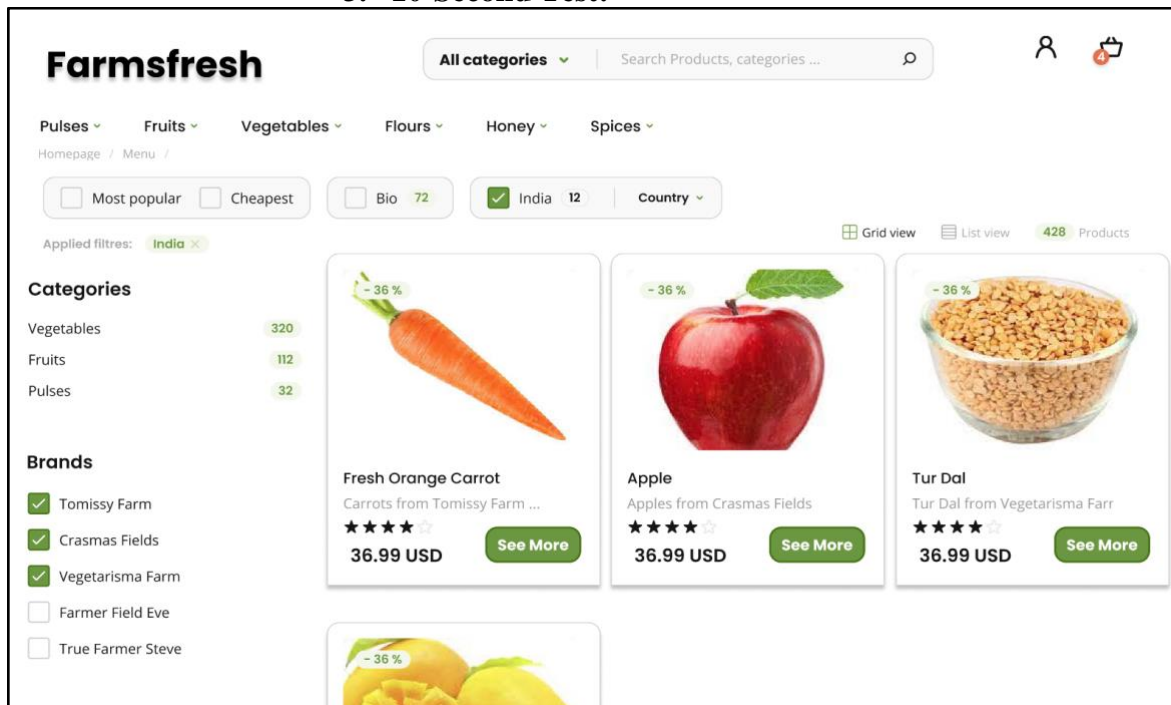 Farmsfresh
All categories
Search Products, categories ...
4
Pulses Fruits Vegetables Flours Honey Spices
Homepage / Menu /
Most popular Cheapest Bio 72 India 12 Country
Applied filtres: India ×
Grid view List view 428 Products
Categories
Vegetables 320
Fruits 112
Pulses 32
Brands
Tomissy Farm
Crasmas Fields
Vegetarisma Farm
Farmer Field Eve
True Farmer Steve
- 36 %
Fresh Orange Carrot
Carrots from Tomissy Farm ...
36.99 USD
See More
- 36 %
Apple
Apples from Crasmas Fields
36.99 USD
See More
- 36 %
Tur Dal
Tur Dal from Vegetarisma Farr
36.99 USD
See More
- 36 %